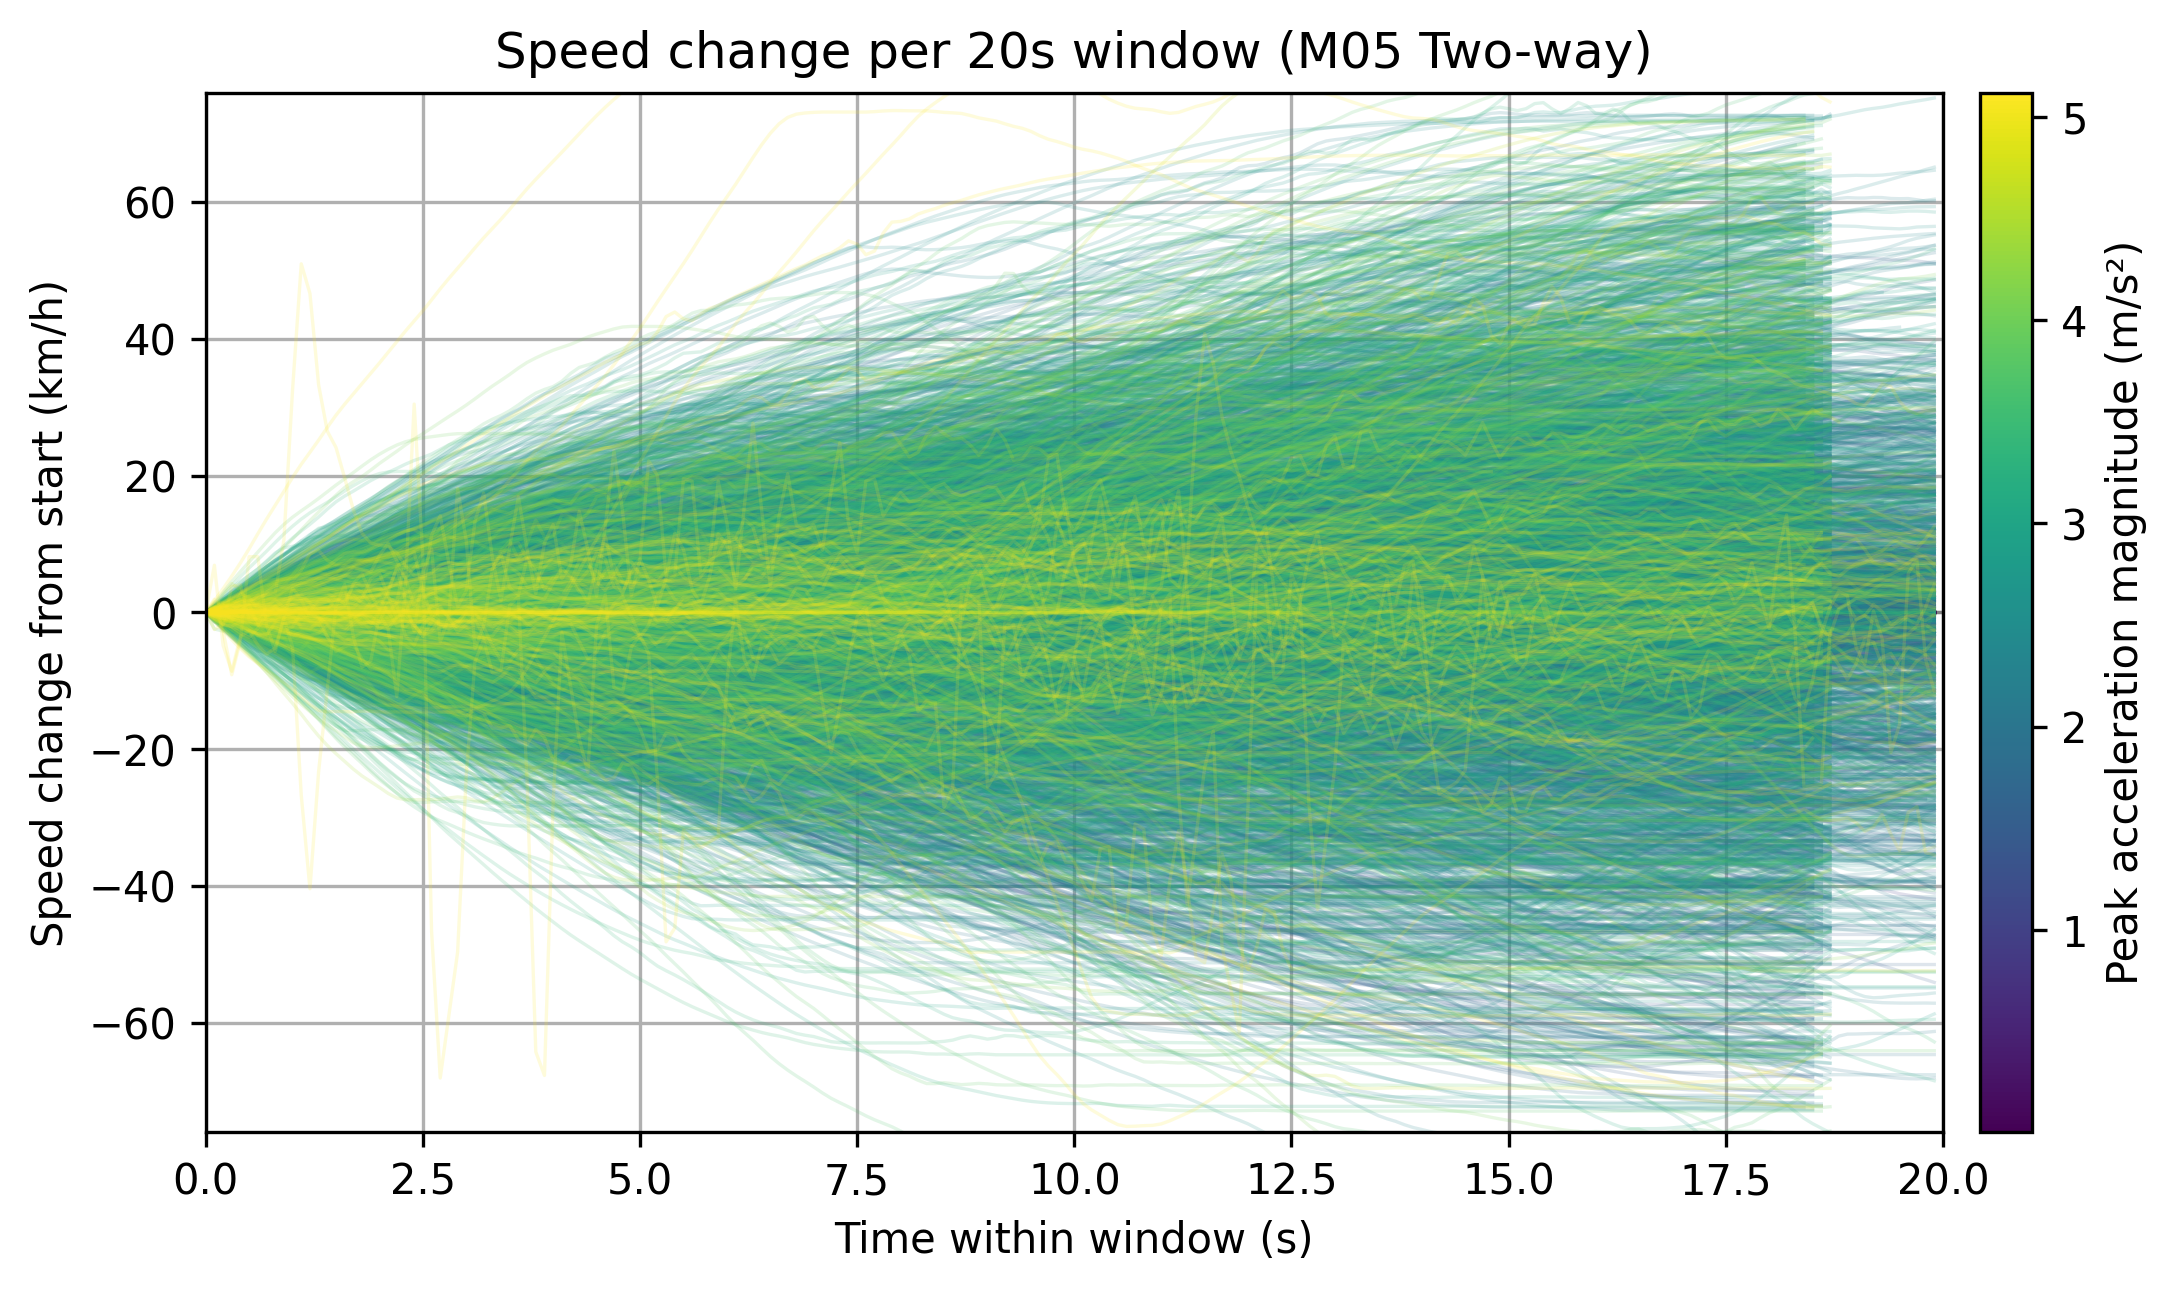 Speed change per 20s window (M05 Two-way)
Speed change from start (km/h)
60
40
20
0
−20
−40
−60
0.0 2.5 5.0 7.5 10.0 12.5 15.0 17.5 20.0
Time within window (s)
5
4
3
2
1
Peak acceleration magnitude (m/s²)